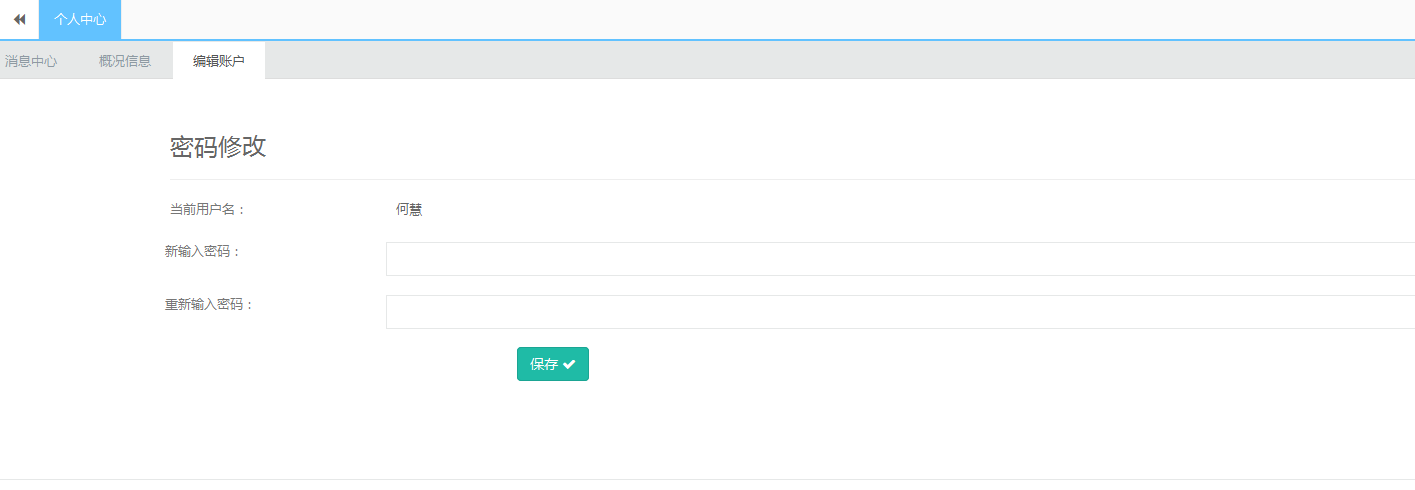 个人中心
消息中心 概况信息 编辑账户
密码修改
当前用户名： 何慧
新输入密码：
重新输入密码：
保存